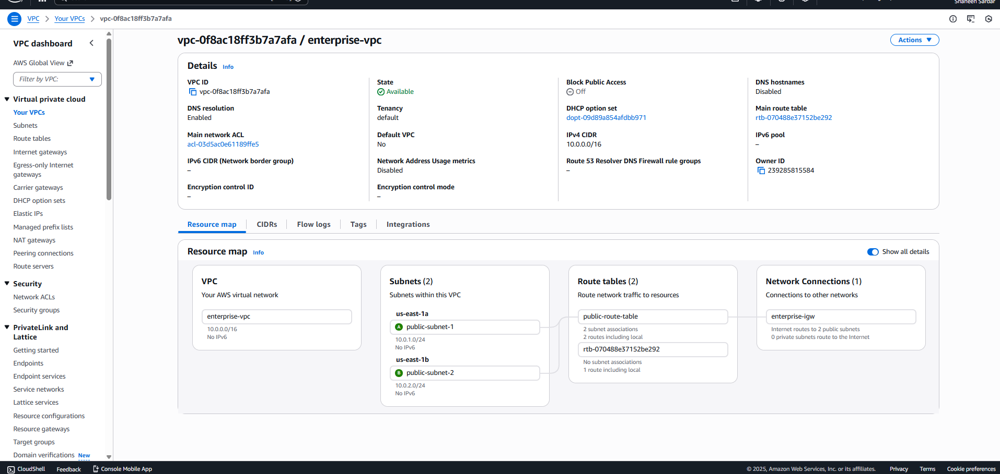 Shaheen Sardar
VPC
Your VPCs
vpc-0f8ac18ff3b7a7afa
VPC dashboard
AWS Global View
Filter by VPC:
Virtual private cloud
Your VPCs
Subnets
Route tables
Internet gateways
Egress-only Internet
gateways
Carrier gateways
DHCP option sets
Elastic IPs
Managed prefix lists
NAT gateways
Peering connections
Route servers
Security
Network ACLs
Security groups
PrivateLink and
Lattice
Getting started
Endpoints
Endpoint services
Service networks
Lattice services
Resource configurations
Resource gateways
Target groups
Domain verifications New
vpc-0f8ac18ff3b7a7afa / enterprise-vpc
Actions
Details Info
VPC ID
vpc-0f8ac18ff3b7a7afa
State
Available
Block Public Access
Off
DNS hostnames
Disabled
DNS resolution
Enabled
Tenancy
default
DHCP option set
dopt-09d89a854afdbb971
Main route table
rtb-070488e37152be292
Main network ACL
acl-03d5ac0e61189ffe5
Default VPC
No
IPv4 CIDR
10.0.0.0/16
IPv6 pool
–
IPv6 CIDR (Network border group)
–
Network Address Usage metrics
Disabled
Route 53 Resolver DNS Firewall rule groups
–
Owner ID
239285815584
Encryption control ID
–
Encryption control mode
–
Resource map
CIDRs
Flow logs
Tags
Integrations
Resource map Info
Show all details
VPC
Your AWS virtual network
enterprise-vpc
10.0.0.0/16
No IPv6
Subnets (2)
Subnets within this VPC
us-east-1a
A public-subnet-1
10.0.1.0/24
No IPv6
us-east-1b
B public-subnet-2
10.0.2.0/24
No IPv6
Route tables (2)
Route network traffic to resources
public-route-table
2 subnet associations
2 routes including local
rtb-070488e37152be292
No subnet associations
1 route including local
Network Connections (1)
Connections to other networks
enterprise-igw
Internet routes to 2 public subnets
0 private subnets route to the Internet
CloudShell
Feedback
Console Mobile App
© 2025, Amazon Web Services, Inc. or its affiliates.
Privacy
Terms
Cookie preferences